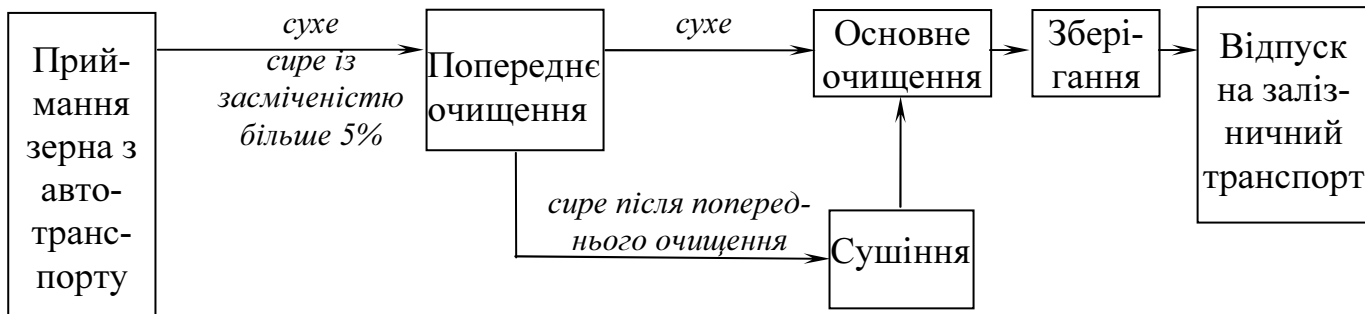 Прий-
мання
зерна з
авто-
транс-
порту
сухе
сире із
засміченістю
більше 5%
Попереднє
очищення
сухе
сире після поперед-
нього очищення
Сушіння
Основне
очищення
Збері-
гання
Відпуск
на заліз-
ничний
транспорт